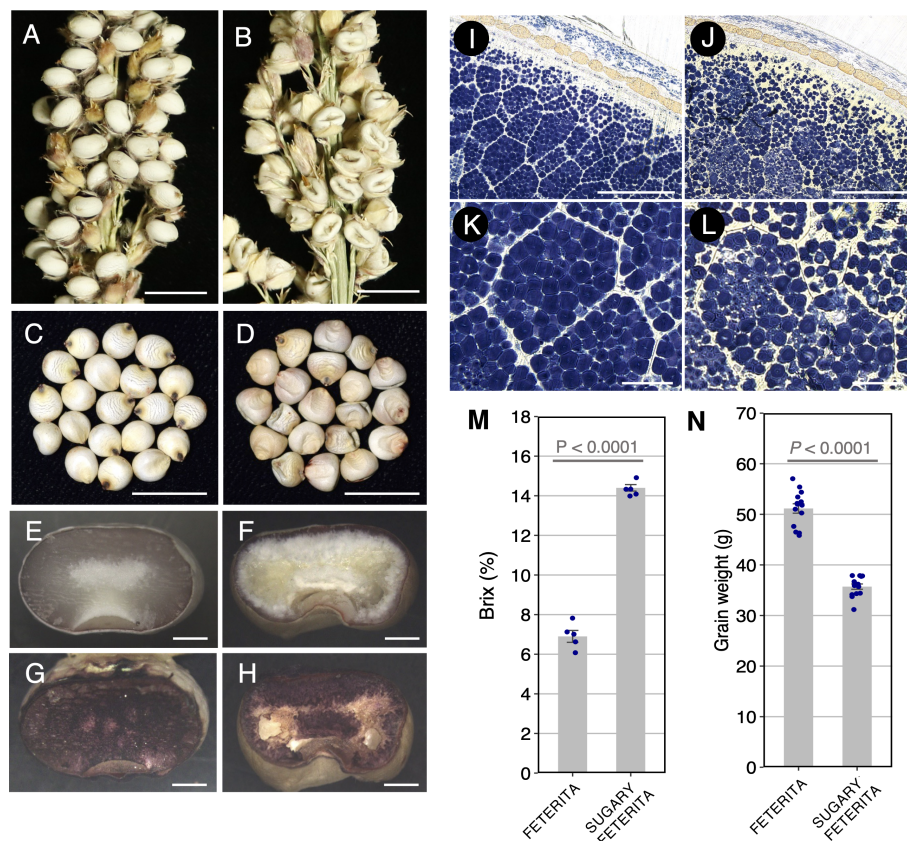 A
B
C
D
E
F
G
H
I
J
K
L
M
18
16
14
12
10
8
6
4
2
0
Brix (%)
P < 0.0001
FETERITA
SUGARY
FETERITA
N
70
60
50
40
30
20
10
0
Grain weight (g)
P < 0.0001
FETERITA
SUGARY
FETERITA